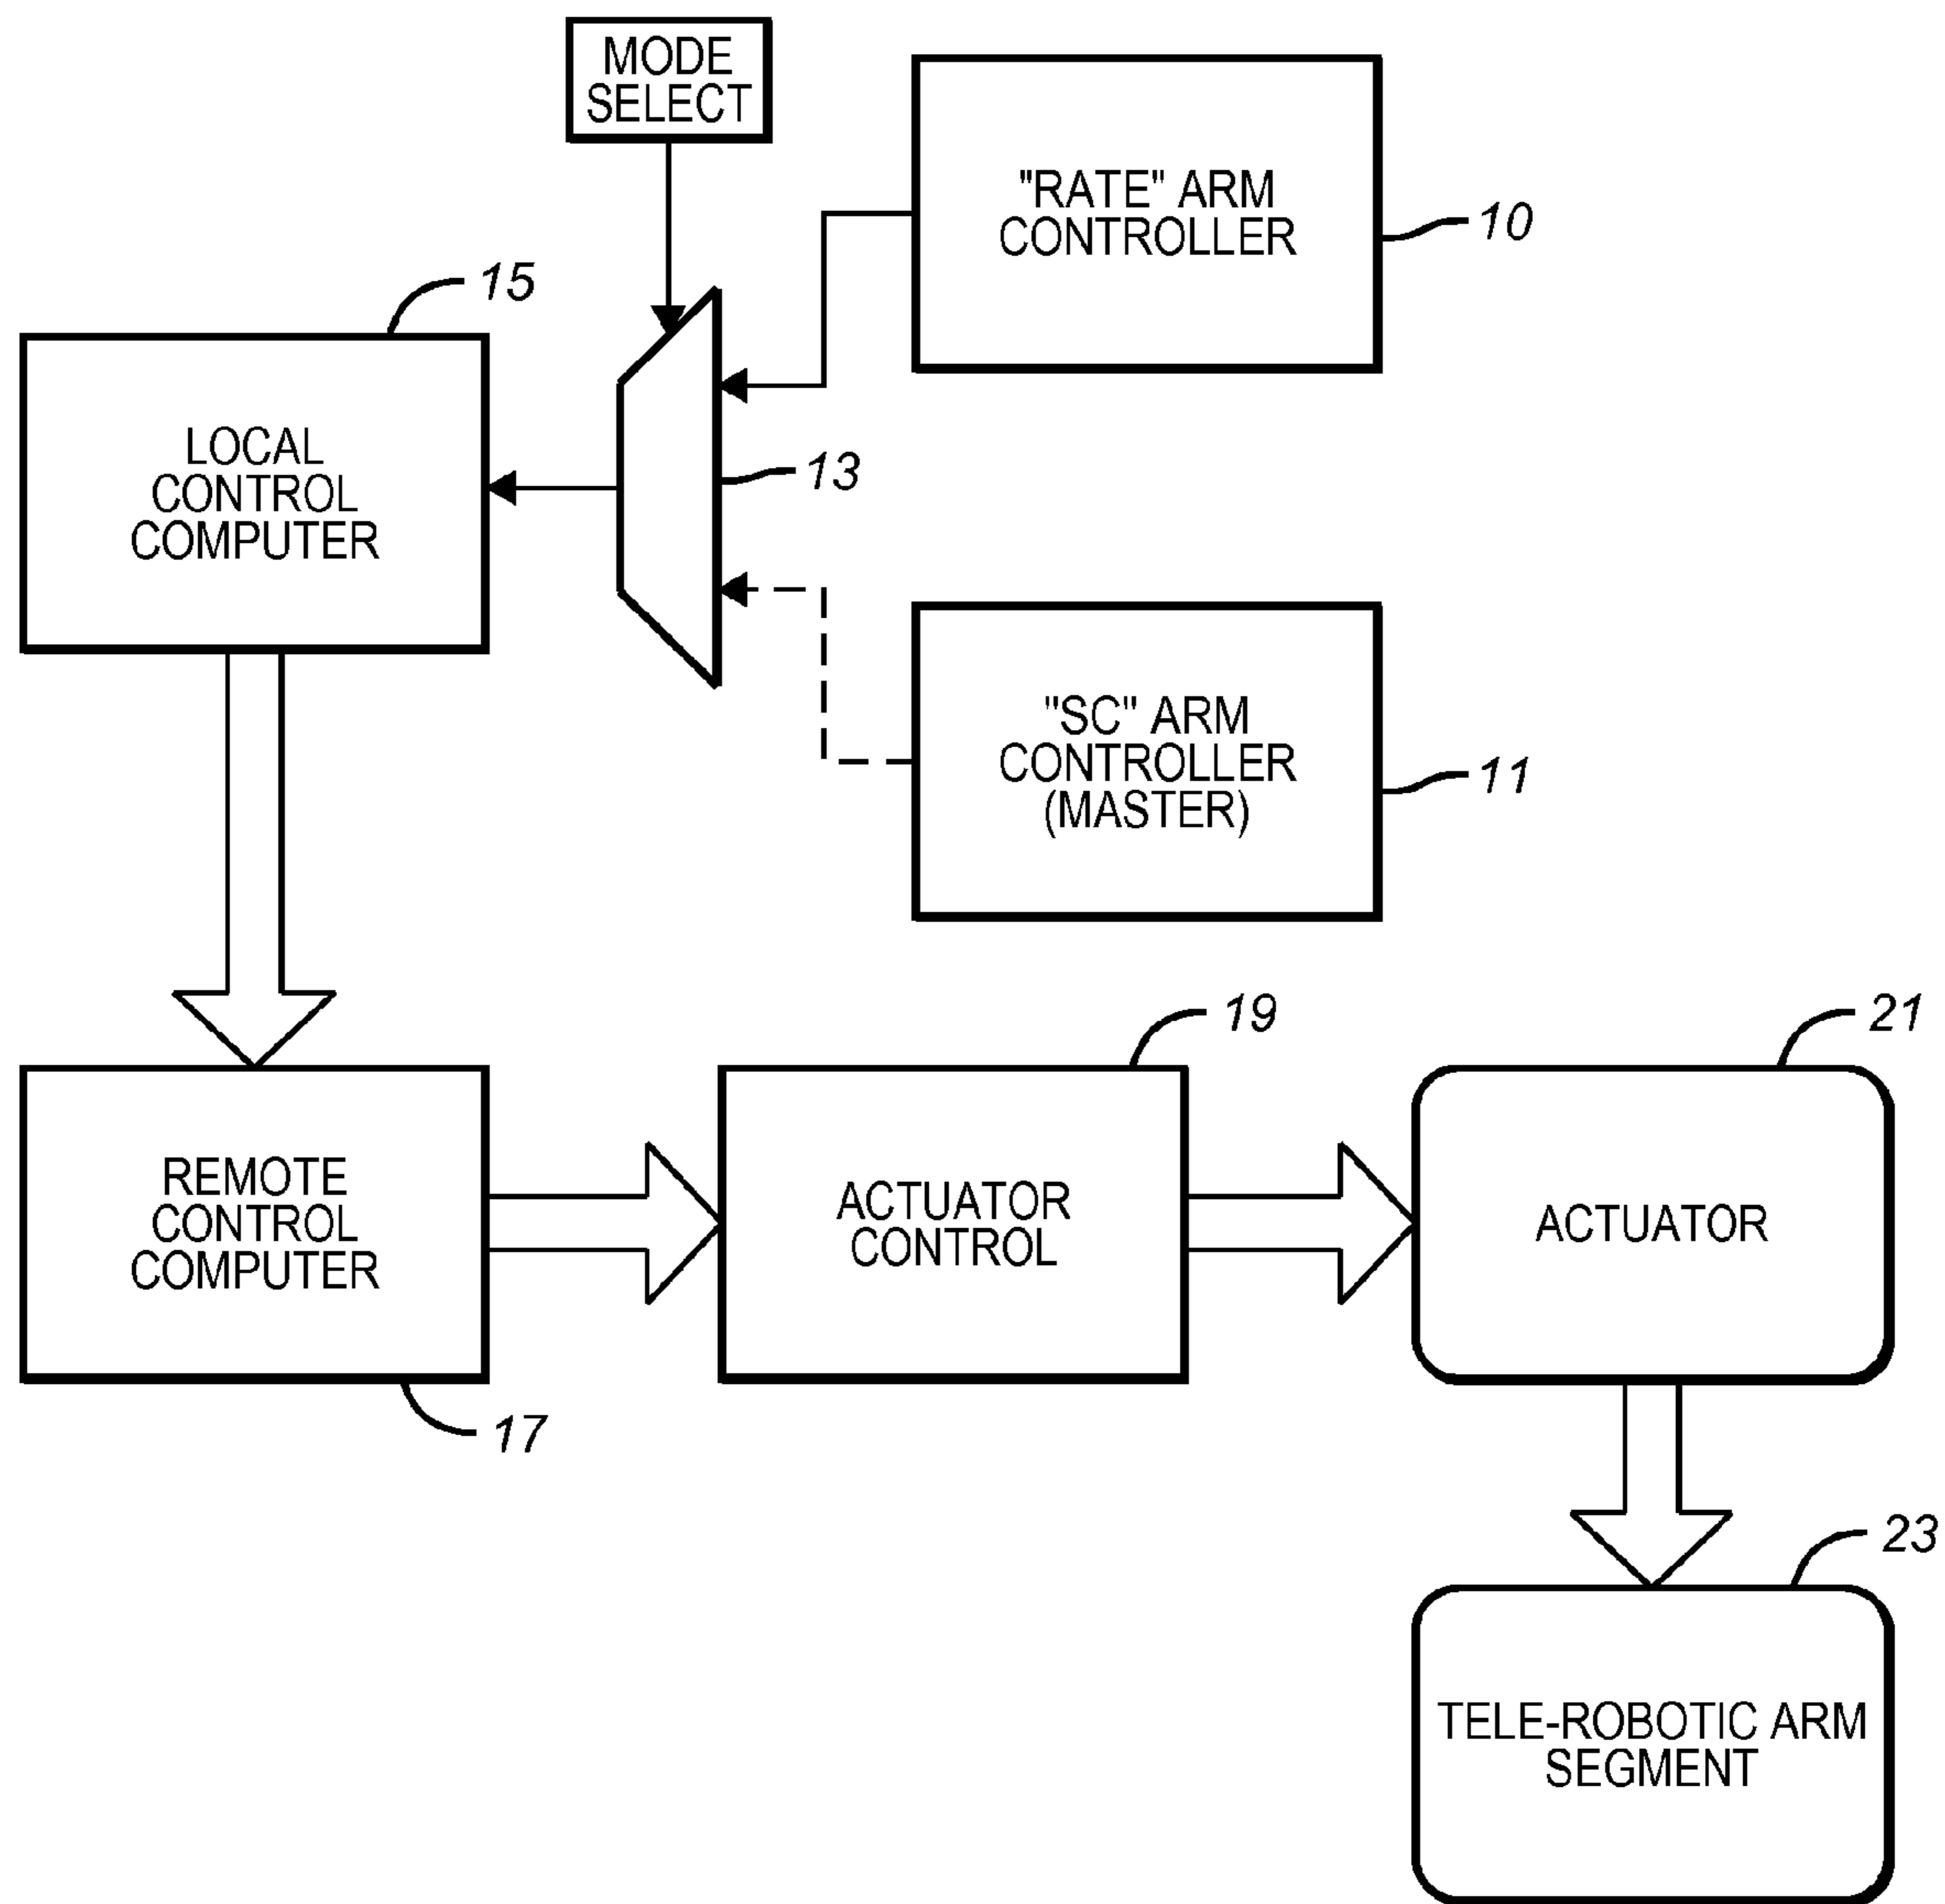 MODE
SELECT
"RATE" ARM
CONTROLLER
10
15
LOCAL
CONTROL
COMPUTER
13
"SC" ARM
CONTROLLER
(MASTER)
11
REMOTE
CONTROL
COMPUTER
17
19
ACTUATOR
CONTROL
21
ACTUATOR
23
TELE-ROBOTIC ARM
SEGMENT